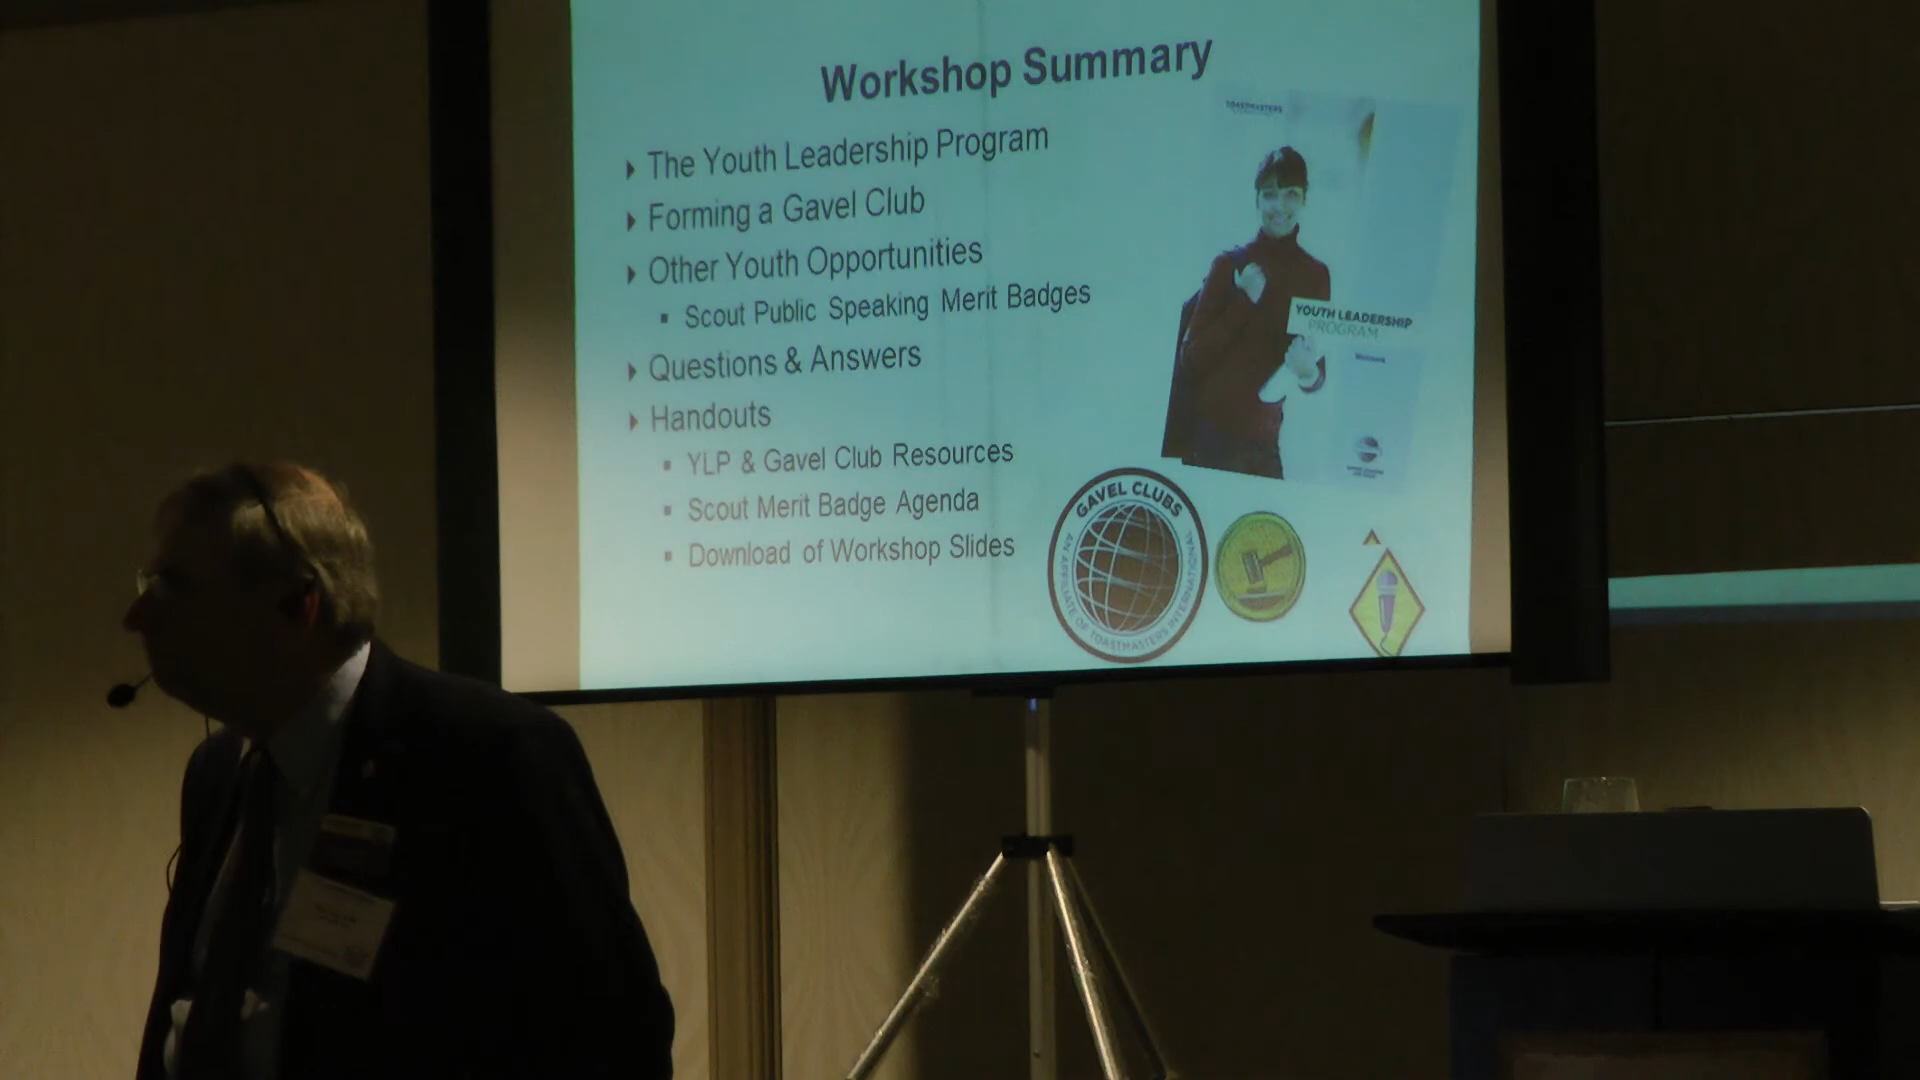 Workshop Summary
The Youth Leadership Program
Forming a Gavel Club
Other Youth Opportunities
Scout Public Speaking Merit Badges
Questions & Answers
Handouts
YLP & Gavel Club Resources
Scout Merit Badge Agenda
Download of Workshop Slides
TOASTMASTERS
YOUTH LEADERSHIP
PROGRAM
GAVEL CLUBS
AN AFFILIATE OF TOASTMASTERS INTERNATIONAL